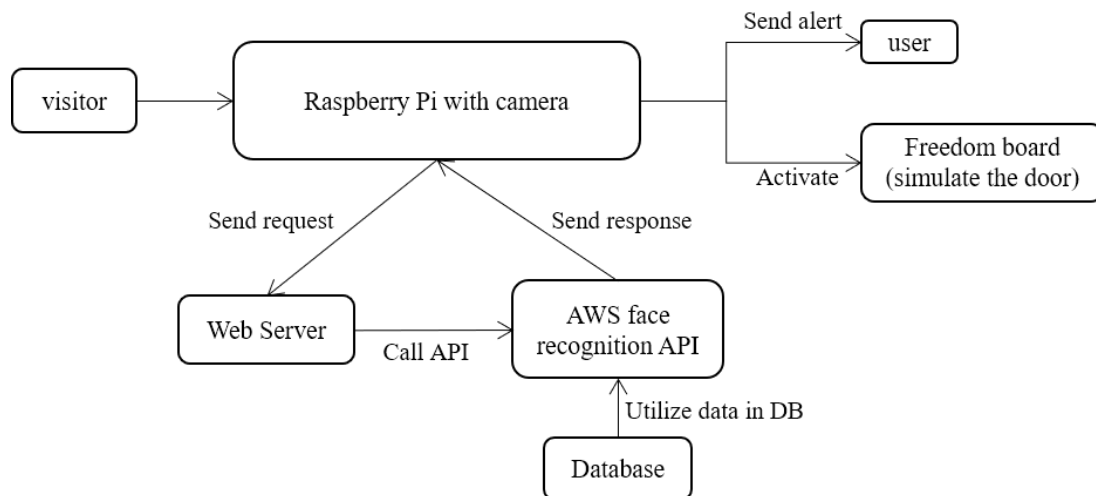 Send alert
user
visitor
Raspberry Pi with camera
Freedom board
(simulate the door)
Activate
Send request
Send response
Web Server
AWS face
recognition API
Call API
Utilize data in DB
Database